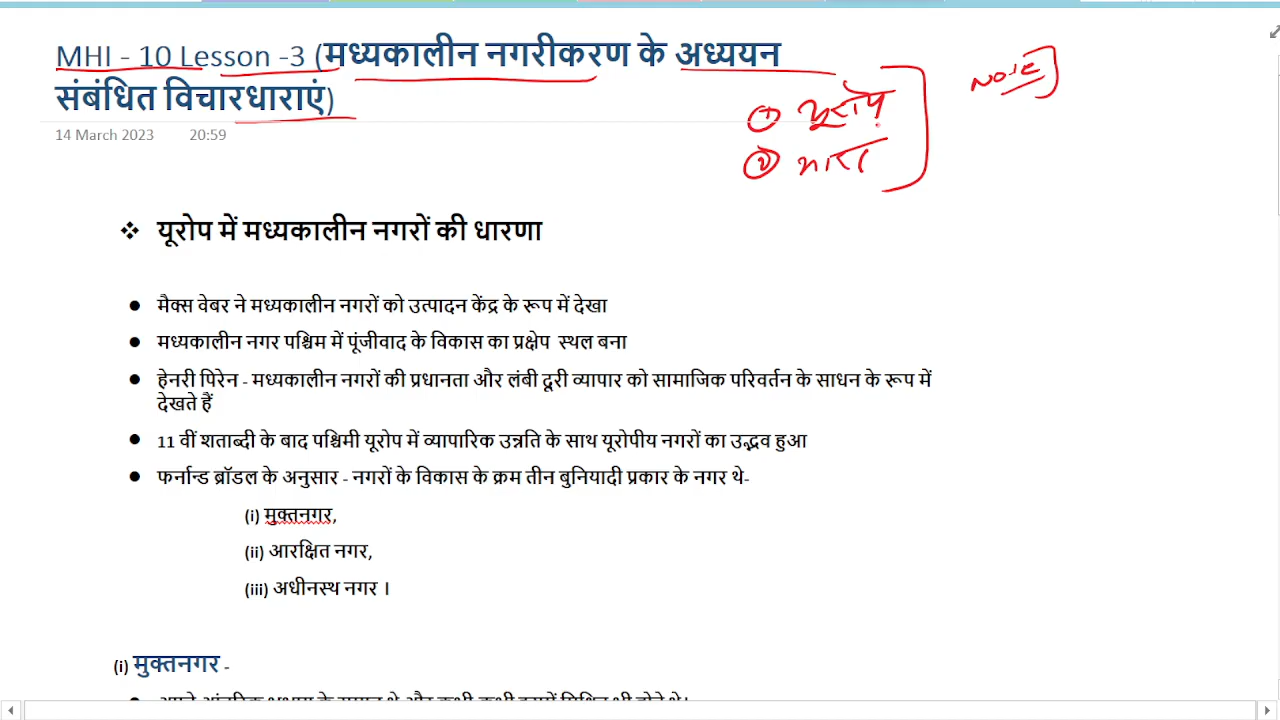 MHI - 10 Lesson -3 (मध्यकालीन नगरीकरण के अध्ययन
संबंधित विचारधाराएं)
Note
① यूरोप
② भारत
14 March 2023 20:59
❖ यूरोप में मध्यकालीन नगरों की धारणा
● मैक्स वेबर ने मध्यकालीन नगरों को उत्पादन केंद्र के रूप में देखा
● मध्यकालीन नगर पश्चिम में पूंजीवाद के विकास का प्रक्षेप स्थल बना
● हेनरी पिरेन - मध्यकालीन नगरों की प्रधानता और लंबी दूरी व्यापार को सामाजिक परिवर्तन के साधन के रूप में
देखते हैं
● 11 वीं शताब्दी के बाद पश्चिमी यूरोप में व्यापारिक उन्नति के साथ यूरोपीय नगरों का उद्भव हुआ
● फर्नान्ड ब्रॉडल के अनुसार - नगरों के विकास के क्रम तीन बुनियादी प्रकार के नगर थे-
(i) मुक्तनगर,
(ii) आरक्षित नगर,
(iii) अधीनस्थ नगर ।
(i) मुक्तनगर -